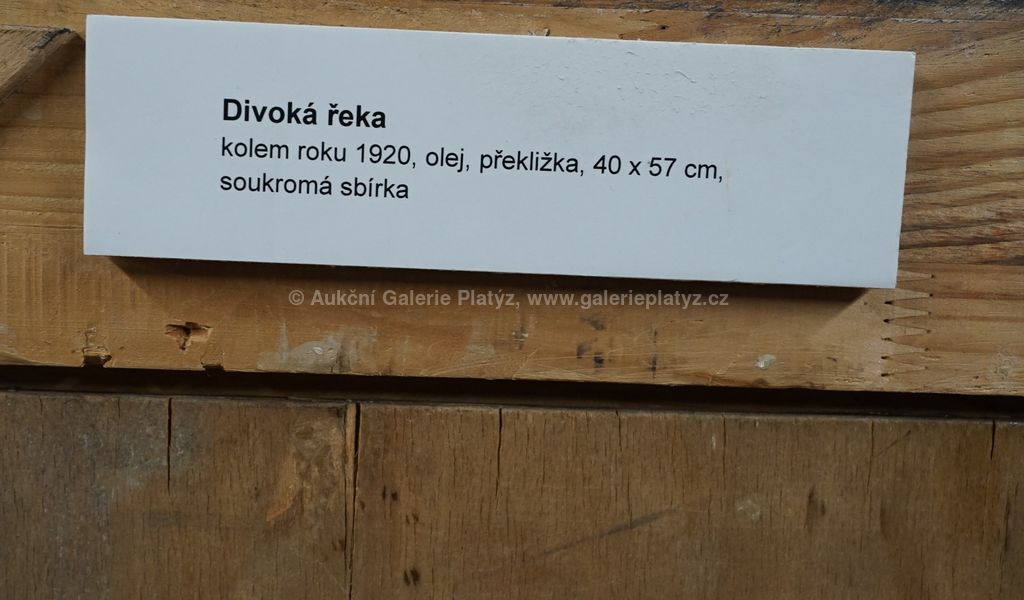 Divoká řeka
kolem roku 1920, olej, překližka, 40 x 57 cm,
soukromá sbírka
© Aukční Galerie Platýz, www.galerieplatyz.cz